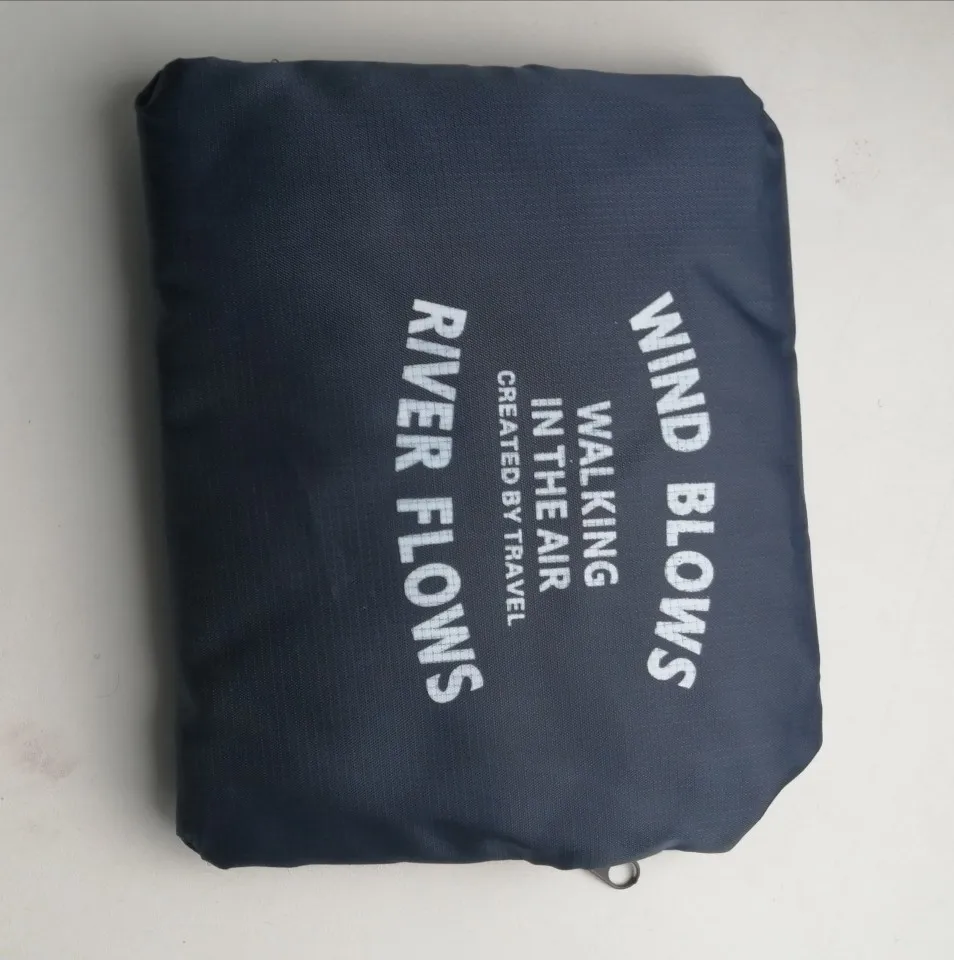 WIND BLOWS
WALKING
IN THE AIR
CREATED BY TRAVEL
RIVER FLOWS